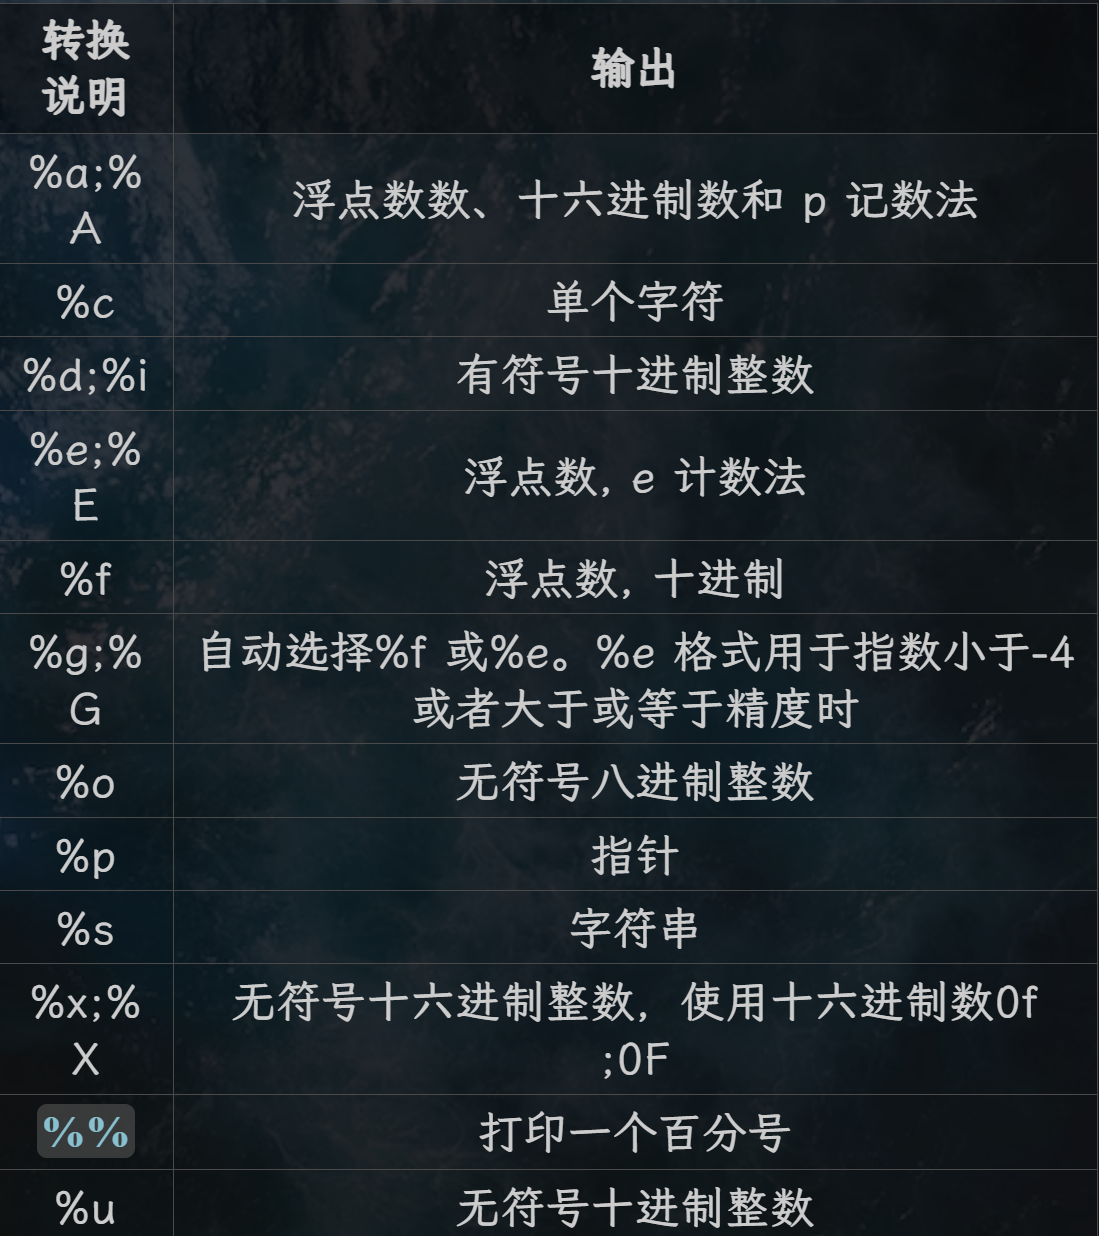 转换
说明
输出
%a;%
A
浮点数数、十六进制数和 p 记数法
%c
单个字符
%d;%i
有符号十进制整数
%e;%
E
浮点数, e 计数法
%f
浮点数, 十进制
%g;%
G
自动选择%f 或%e。%e 格式用于指数小于-4
或者大于或等于精度时
%o
无符号八进制整数
%p
指针
%s
字符串
%x;%
X
无符号十六进制整数, 使用十六进制数0f
;0F
%%
打印一个百分号
%u
无符号十进制整数